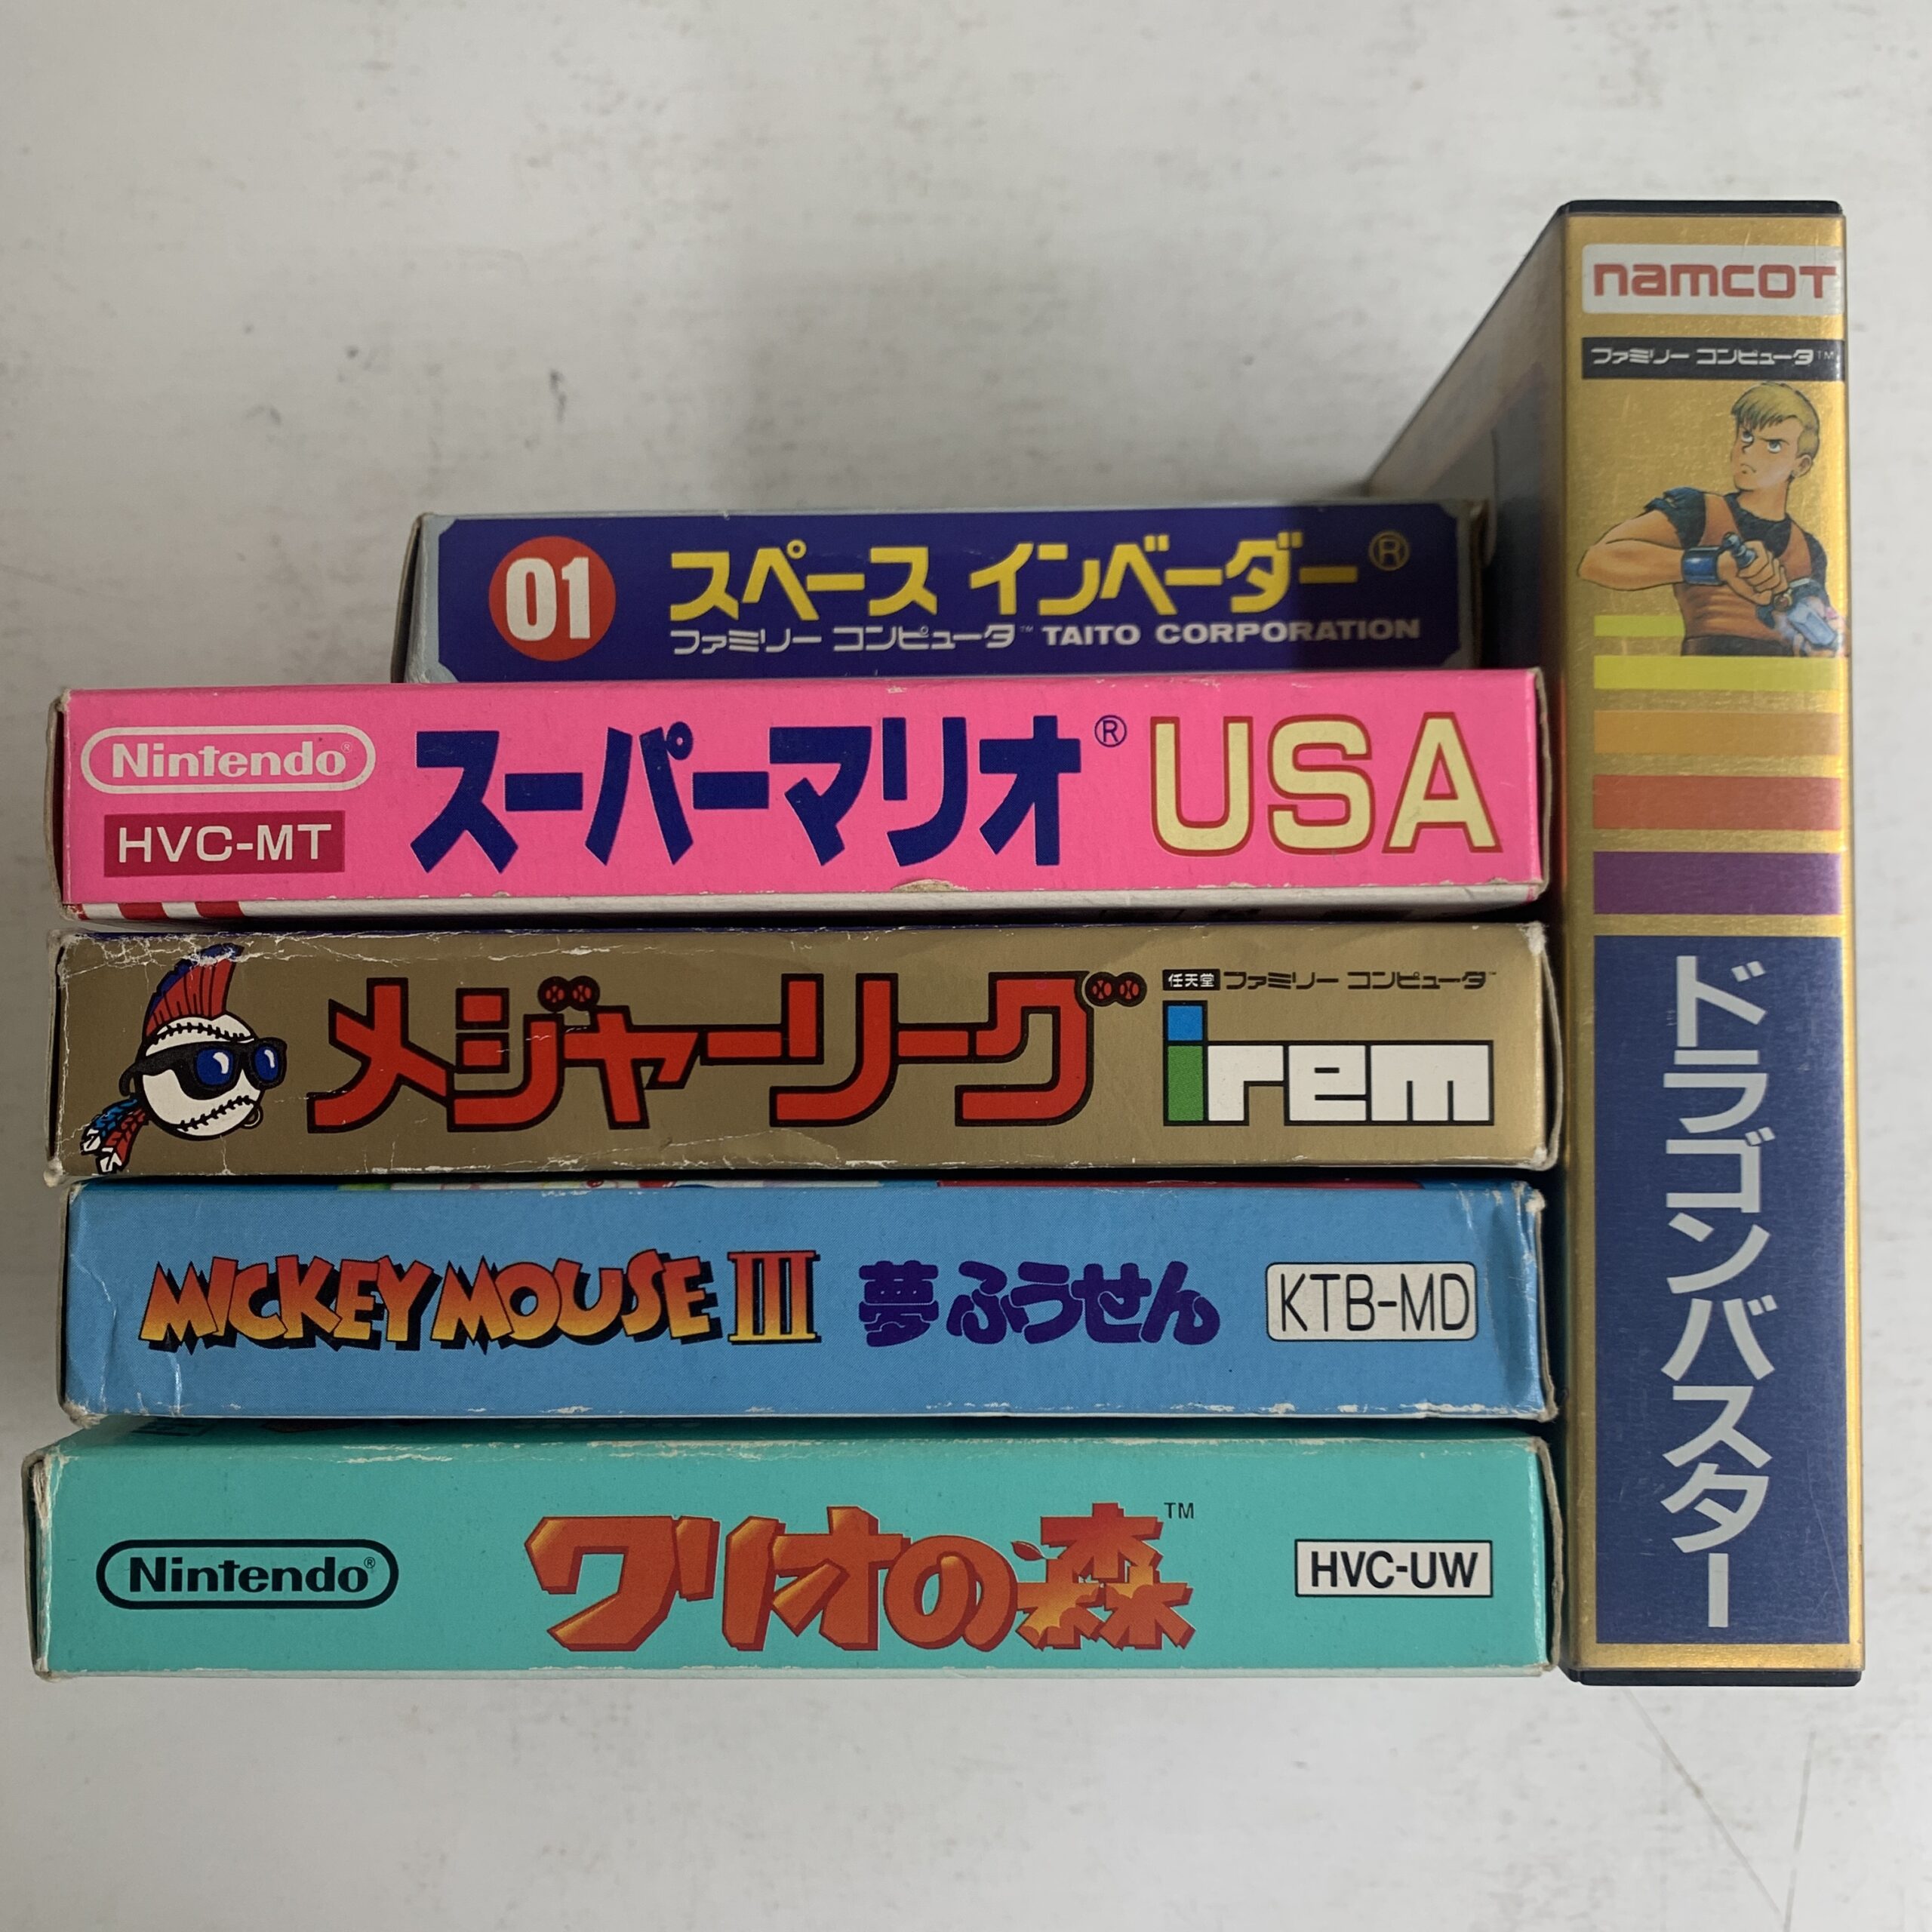 01
スペース インベーダー®
ファミリー コンピュータ™ TAITO CORPORATION
Nintendo®
HVC-MT
スーパーマリオ® USA
メジャーリーグ
任天堂 ファミリー コンピュータ™
irem
MICKEY MOUSE III 夢ふうせん KTB-MD
Nintendo® ワリオの森™ HVC-UW
namcoT
ファミリー コンピュータ™
ドラゴンバスター